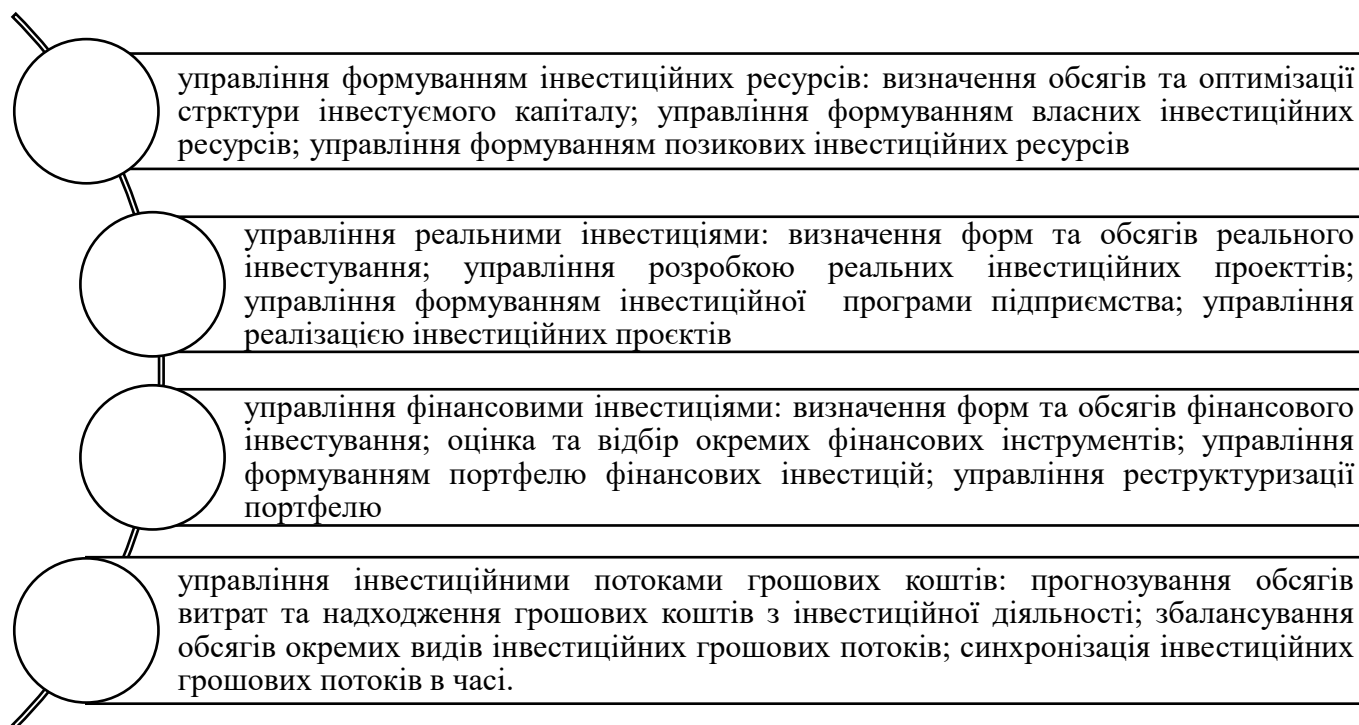 управління формуванням інвестиційних ресурсів: визначення обсягів та оптимізації
стрктури інвестуємого капіталу; управління формуванням власних інвестиційних
ресурсів; управління формуванням позикових інвестиційних ресурсів
управління реальними інвестиціями: визначення форм та обсягів реального
інвестування; управління розробкою реальних інвестиційних проекттів;
управління формуванням інвестиційної програми підприємства; управління
реалізацією інвестиційних проєктів
управління фінансовими інвестиціями: визначення форм та обсягів фінансового
інвестування; оцінка та відбір окремих фінансових інструментів; управління
формуванням портфелю фінансових інвестицій; управління реструктуризації
портфелю
управління інвестиційними потоками грошових коштів: прогнозування обсягів
витрат та надходження грошових коштів з інвестиційної діяльності; збалансування
обсягів окремих видів інвестиційних грошових потоків; синхронізація інвестиційних
грошових потоків в часі.